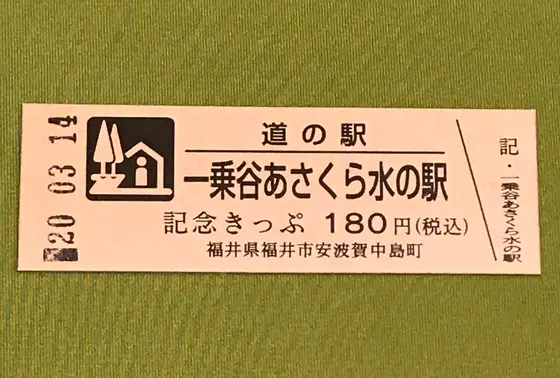 20 03 14
道の駅
一乗谷あさくら水の駅
記念きっぷ 180円(税込)
福井県福井市安波賀中島町
記・一乗谷あさくら水の駅